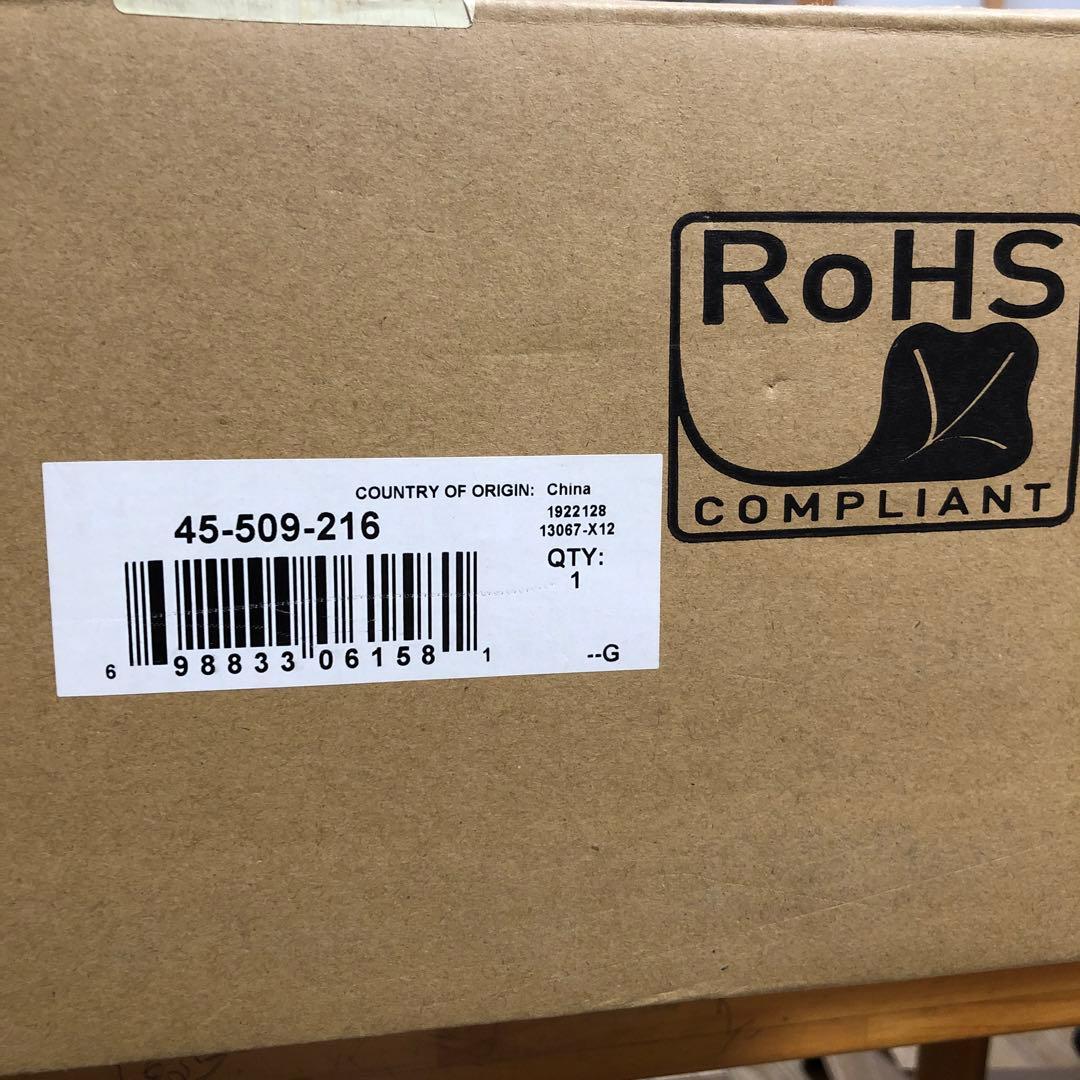 RoHS
COMPLIANT
COUNTRY OF ORIGIN: China
45-509-216
1922128
13067-X12
QTY:
1
6 98833 06158 1
--G